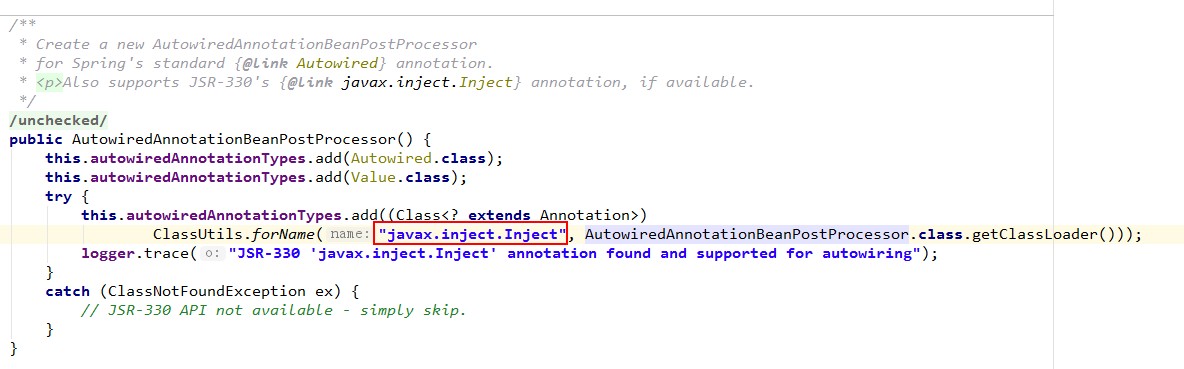 /**
 * Create a new AutowiredAnnotationBeanPostProcessor
 * for Spring's standard {@link Autowired} annotation.
 * <p>Also supports JSR-330's {@link javax.inject.Inject} annotation, if available.
 */
/unchecked/
public AutowiredAnnotationBeanPostProcessor() {
    this.autowiredAnnotationTypes.add(Autowired.class);
    this.autowiredAnnotationTypes.add(Value.class);
    try {
        this.autowiredAnnotationTypes.add((Class<? extends Annotation>)
                ClassUtils.forName( name: "javax.inject.Inject", AutowiredAnnotationBeanPostProcessor.class.getClassLoader()));
        logger.trace( o: "JSR-330 'javax.inject.Inject' annotation found and supported for autowiring");
    }
    catch (ClassNotFoundException ex) {
        // JSR-330 API not available - simply skip.
    }
}